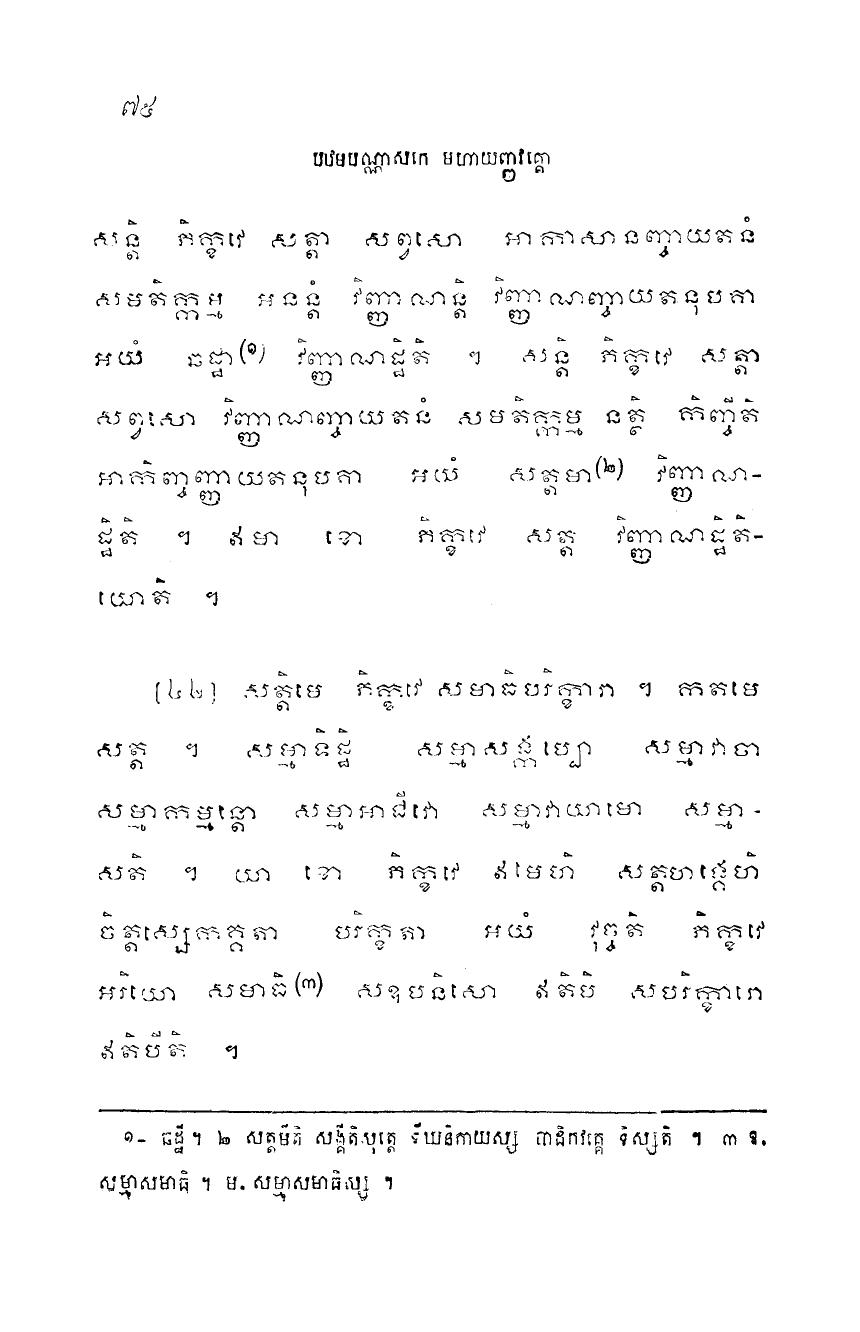 ៧៥
បឋមបណ្ណាសកេ មហាយញ្ញវគ្គោ
សន្តិ ភិក្ខវេ សត្តា សព្វសោ អាកាសានញ្ចាយតនំ
សមតិក្កម្ម អនន្តំ វិញ្ញាណន្តិ វិញ្ញាណញ្ចាយតនុបគា
អយំ ឆដ្ឋា(១) វិញ្ញាណដ្ឋិតិ ។ សន្តិ ភិក្ខវេ សត្តា
សព្វសោ វិញ្ញាណញ្ចាយតនំ សមតិក្កម្ម នត្ថិ កិញ្ចីតិ
អាកិញ្ចញ្ញាយតនុបគា អយំ សត្តមា(២) វិញ្ញាណ-
ដ្ឋិតិ ។ ឥមា ខោ ភិក្ខវេ សត្ត វិញ្ញាណដ្ឋិតិ-
យោតិ ។
[៤២] សត្តិមេ ភិក្ខវេ សមាធិបរិក្ខារា ។ កតមេ
សត្ត ។ សម្មាទិដ្ឋិ សម្មាសង្កប្បោ សម្មាវាចា
សម្មាកម្មន្តោ សម្មាអាជីវោ សម្មាវាយាមោ សម្មា-
សតិ ។ យា ខោ ភិក្ខវេ ឥមេហិ សត្តហង្គេហិ
ចិត្តស្សេកគ្គតា បរិក្ខតា អយំ វុច្ចតិ ភិក្ខវេ
អរិយោ សមាធិ(៣) សឧបនិសោ ឥតិបិ សបរិក្ខារោ
ឥតិបីតិ ។
១- ឆដ្ឋី ។ ២ សត្តមីតិ សង្គីតិសុត្តេ ទីឃនិកាយស្ស បាដិកវគ្គេ ទិស្សតិ ។ ៣ ឱ.
សម្មាសមាធិ ។ ម. សម្មាសមាធិស្ស ។